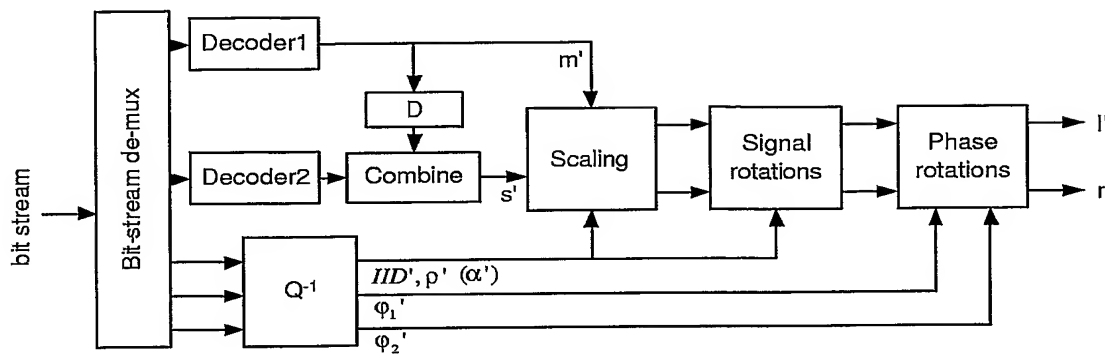 bit stream
Bit-stream de-mux
Decoder1
D
Decoder2
Combine
Q-1
m'
s'
Scaling
Signal
rotations
Phase
rotations
l'
r
IID', ρ' (α')
φ1'
φ2'